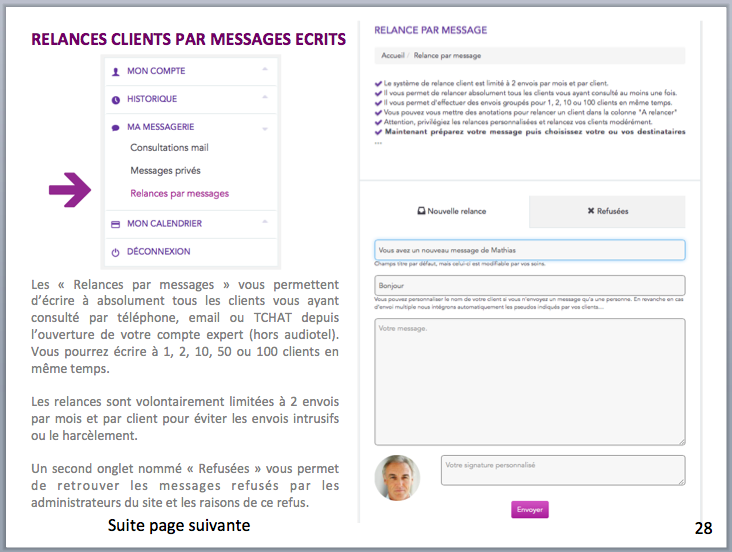 RELANCES CLIENTS PAR MESSAGES ECRITS
MON COMPTE
HISTORIQUE
MA MESSAGERIE
Consultations mail
Messages privés
Relances par messages
MON CALENDRIER
DÉCONNEXION
Les « Relances par messages » vous permettent
d'écrire à absolument tous les clients vous ayant
consulté par téléphone, email ou TCHAT depuis
l'ouverture de votre compte expert (hors audiotel).
Vous pourrez écrire à 1, 2, 10, 50 ou 100 clients en
même temps.
Les relances sont volontairement limitées à 2 envois
par mois et par client pour éviter les envois intrusifs
ou le harcèlement.
Un second onglet nommé « Refusées » vous permet
de retrouver les messages refusés par les
administrateurs du site et les raisons de ce refus.
Suite page suivante
RELANCE PAR MESSAGE
Accueil / Relance par message
Le système de relance client est limité à 2 envois par mois et par client.
Il vous permet de relancer absolument tous les clients vous ayant consulté au moins une fois.
Il vous permet d'effectuer des envois groupés pour 1, 2, 10 ou 100 clients en même temps.
Vous pouvez vous mettre des anotations pour relancer un client dans la colonne "A relancer"
Attention, privilégiez les relances personnalisées et relancez vos clients modérément.
Maintenant préparez votre message puis choisissez votre ou vos destinataires
...
Nouvelle relance
Refusées
Vous avez un nouveau message de Mathias
Champs titre par défaut, mais celui-ci est modifiable par vos soins.
Bonjour
Vous pouvez personnaliser le nom de votre client si vous n'envoyez un message qu'a une personne. En revanche en cas
d'envoi multiple nous intégrons automatiquement les pseudos indiqués par vos clients...
Votre message.
Votre signature personnalisé
Envoyer
28